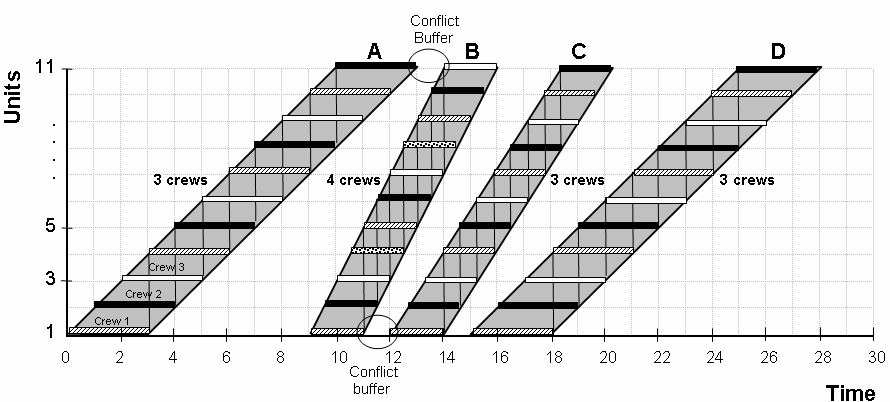 Conflict
Buffer
A
B
C
D
11
Units
.
.
.
3 crews
4 crews
3 crews
3 crews
5
Crew 3
3
Crew 2
Crew 1
1
0 2 4 6 8 10 12 14 16 18 20 22 24 26 28 30
Conflict
buffer
Time